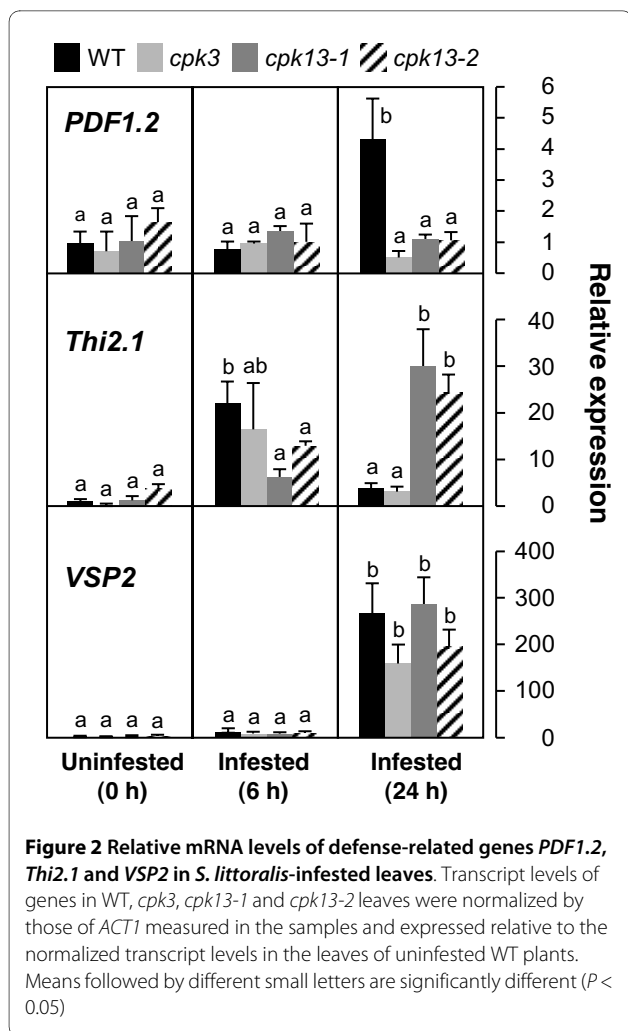 WT cpk3 cpk13-1 cpk13-2
PDF1.2
a a a a
a a a a
b a a a
6
5
4
3
2
1
0
Thi2.1
a a a a
b ab a a
a a b b
40
30
20
10
0
VSP2
a a a a
a a a a
b b b b
400
300
200
100
0
Relative expression
Uninfested Infested Infested
(0 h) (6 h) (24 h)
Figure 2 Relative mRNA levels of defense-related genes PDF1.2,
Thi2.1 and VSP2 in S. littoralis-infested leaves. Transcript levels of
genes in WT, cpk3, cpk13-1 and cpk13-2 leaves were normalized by
those of ACT1 measured in the samples and expressed relative to the
normalized transcript levels in the leaves of uninfested WT plants.
Means followed by different small letters are significantly different (P <
0.05)